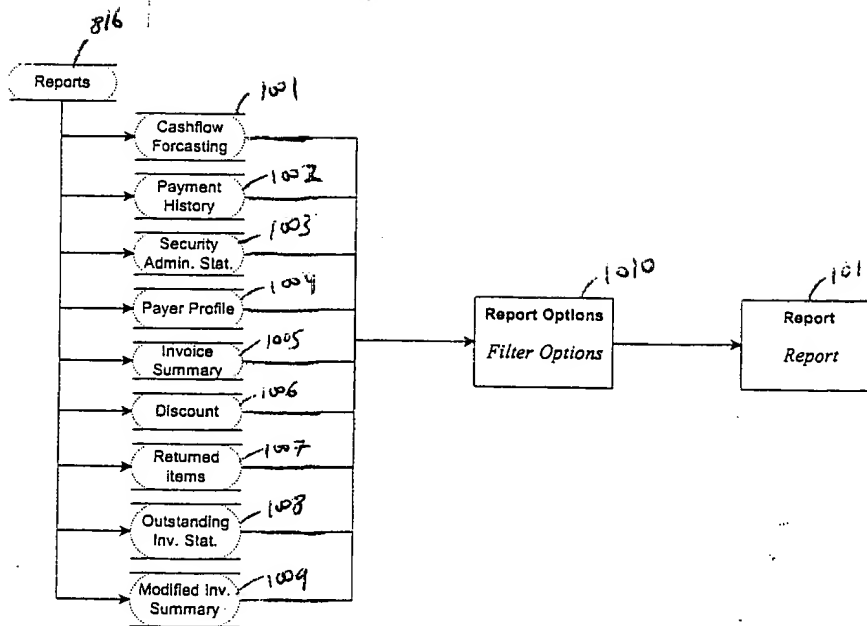 816
Reports
1001
Cashflow
Forcasting
1002
Payment
History
1003
Security
Admin. Stat.
1004
Payer Profile
1005
Invoice
Summary
1006
Discount
1007
Returned
items
1008
Outstanding
Inv. Stat.
1009
Modified Inv.
Summary
1010
Report Options
Filter Options
101
Report
Report